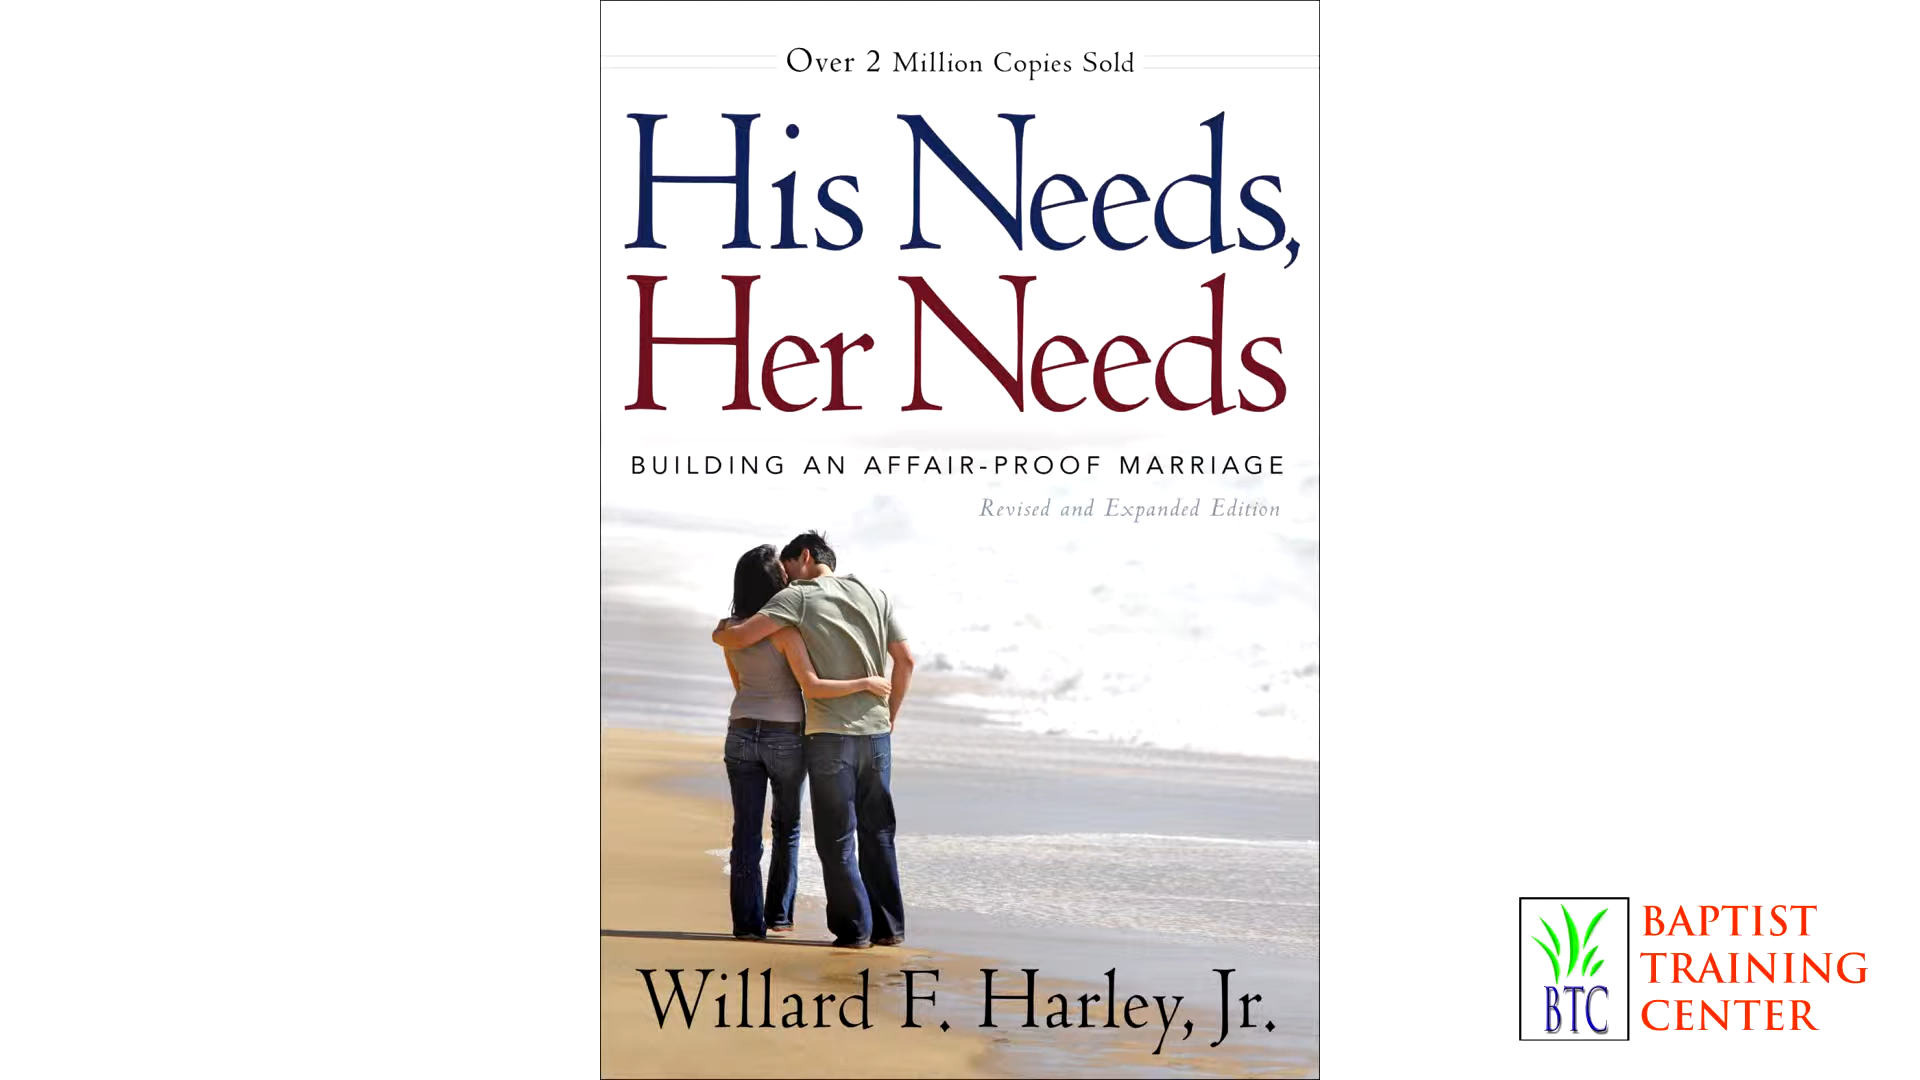 Over 2 Million Copies Sold
His Needs,
Her Needs
BUILDING AN AFFAIR-PROOF MARRIAGE
Revised and Expanded Edition
Willard F. Harley, Jr.
BTC
BAPTIST
TRAINING
CENTER